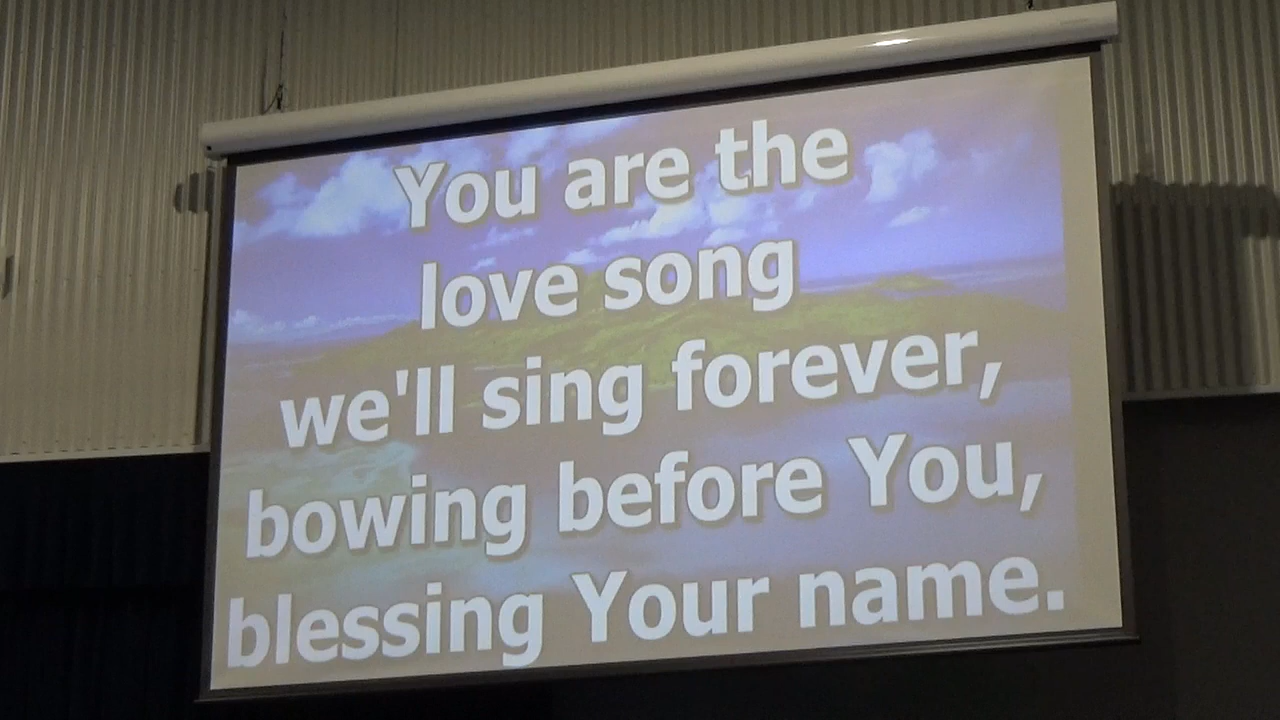 You are the
love song
we'll sing forever,
bowing before You,
blessing Your name.